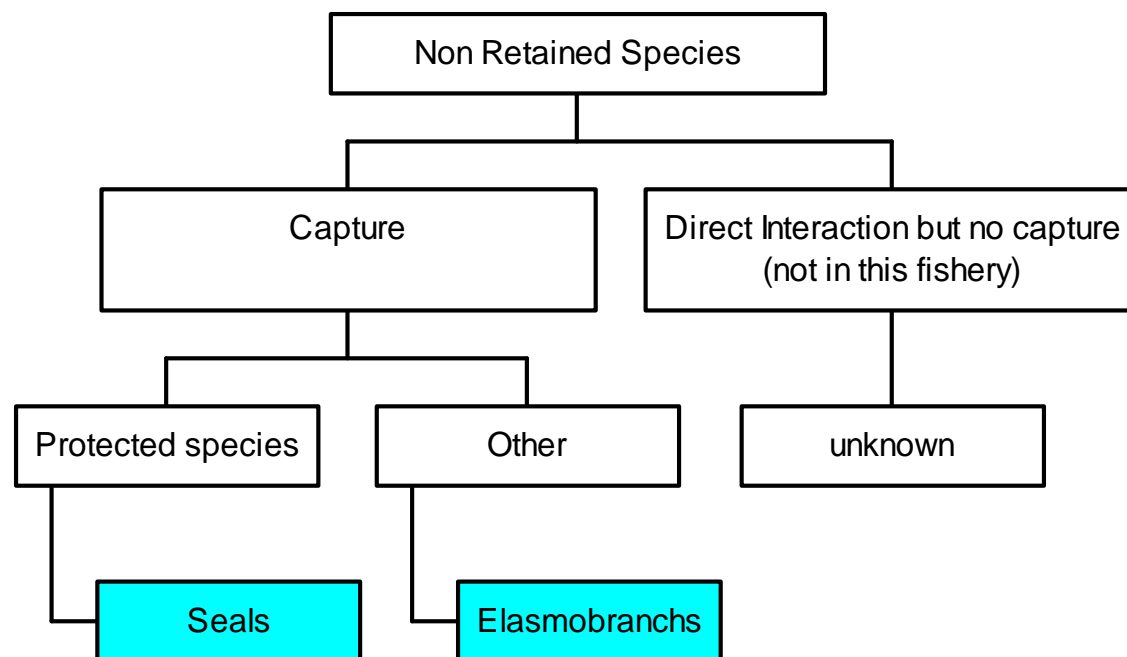 Non Retained Species
Capture
Direct Interaction but no capture
(not in this fishery)
Protected species
Other
unknown
Seals
Elasmobranchs